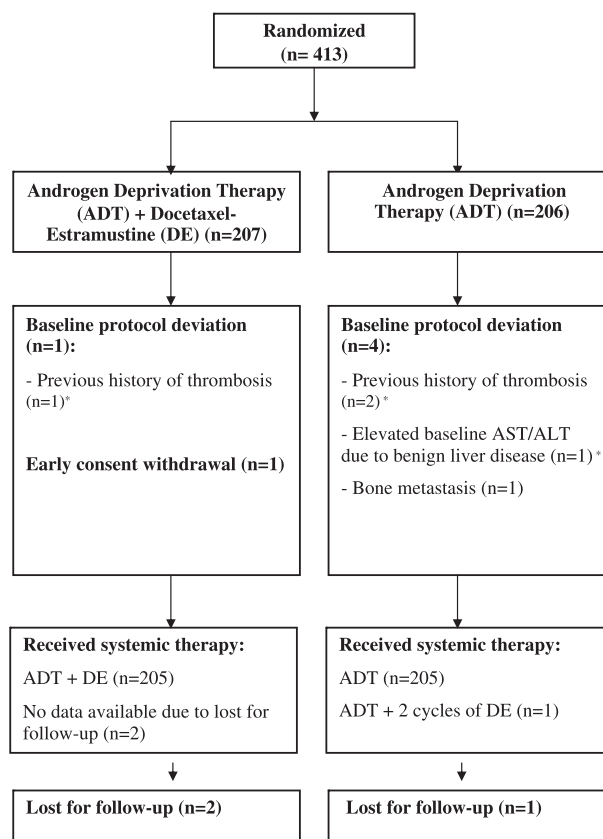 Randomized
(n= 413)
Androgen Deprivation Therapy
(ADT) + Docetaxel-
Estramustine (DE) (n=207)
Androgen Deprivation
Therapy (ADT) (n=206)
Baseline protocol deviation
(n=1):
- Previous history of thrombosis
(n=1)*
Early consent withdrawal (n=1)
Baseline protocol deviation
(n=4):
- Previous history of thrombosis
(n=2)*
- Elevated baseline AST/ALT
due to benign liver disease (n=1)*
- Bone metastasis (n=1)
Received systemic therapy:
ADT + DE (n=205)
No data available due to lost for
follow-up (n=2)
Received systemic therapy:
ADT (n=205)
ADT + 2 cycles of DE (n=1)
Lost for follow-up (n=2)
Lost for follow-up (n=1)